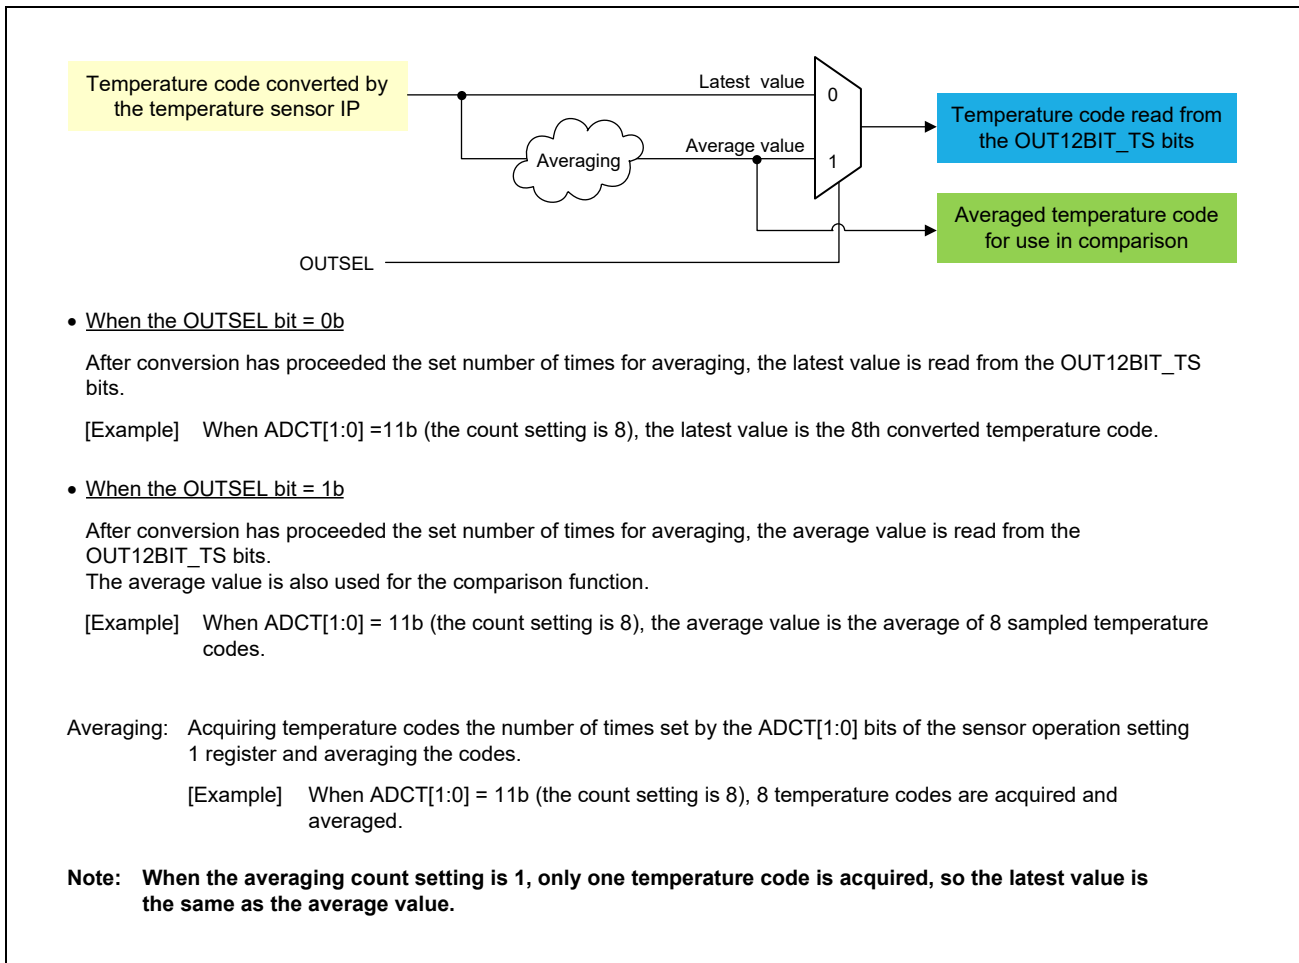 Temperature code converted by
the temperature sensor IP
Latest value
0
Temperature code read from
the OUT12BIT_TS bits
Averaging
Average value
1
Averaged temperature code
for use in comparison
OUTSEL
• When the OUTSEL bit = 0b
After conversion has proceeded the set number of times for averaging, the latest value is read from the OUT12BIT_TS
bits.
[Example] When ADCT[1:0] =11b (the count setting is 8), the latest value is the 8th converted temperature code.
• When the OUTSEL bit = 1b
After conversion has proceeded the set number of times for averaging, the average value is read from the
OUT12BIT_TS bits.
The average value is also used for the comparison function.
[Example] When ADCT[1:0] = 11b (the count setting is 8), the average value is the average of 8 sampled temperature
codes.
Averaging: Acquiring temperature codes the number of times set by the ADCT[1:0] bits of the sensor operation setting
1 register and averaging the codes.
[Example] When ADCT[1:0] = 11b (the count setting is 8), 8 temperature codes are acquired and
averaged.
Note: When the averaging count setting is 1, only one temperature code is acquired, so the latest value is
the same as the average value.